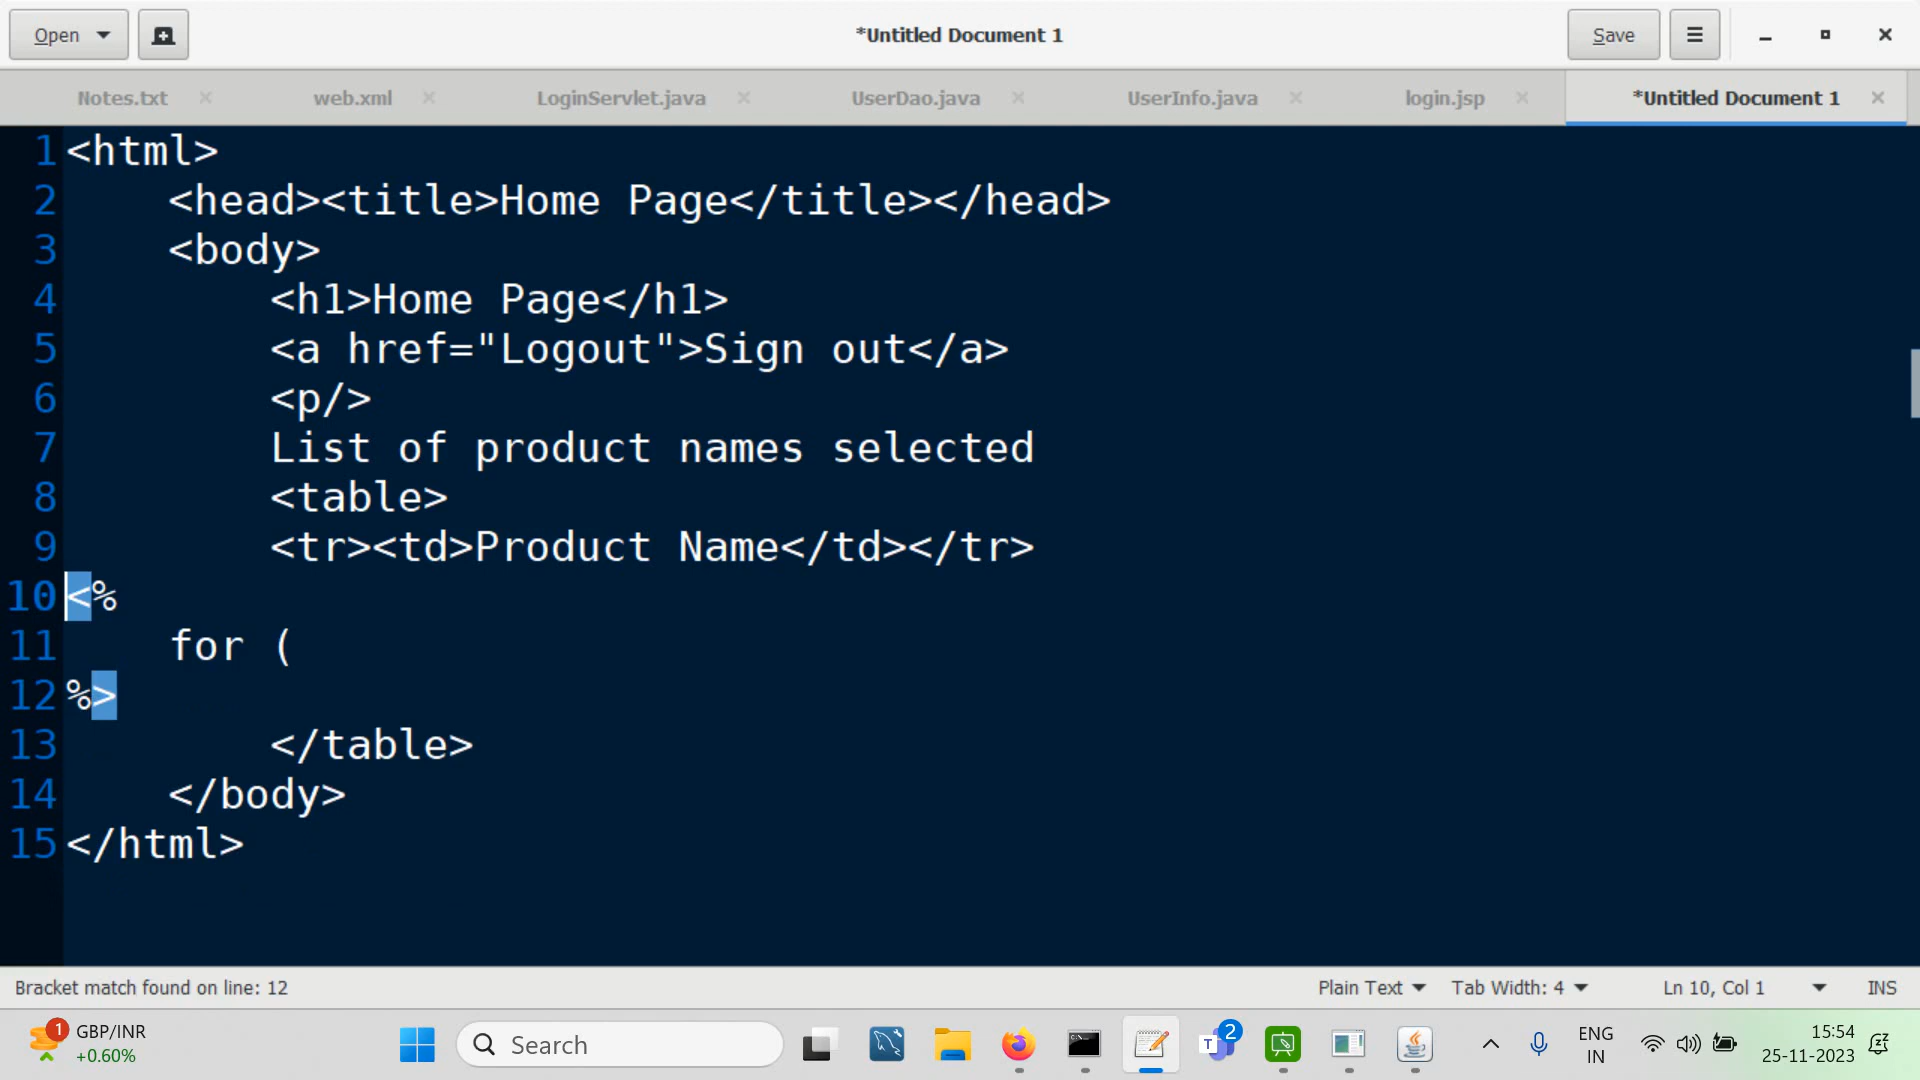 Open
*Untitled Document 1
Save
Notes.txt
web.xml
LoginServlet.java
UserDao.java
UserInfo.java
login.jsp
*Untitled Document 1
1 <html>
2 <head><title>Home Page</title></head>
3 <body>
4 <h1>Home Page</h1>
5 <a href="Logout">Sign out</a>
6 <p/>
7 List of product names selected
8 <table>
9 <tr><td>Product Name</td></tr>
10 <%
11 for (
12 %>
13 </table>
14 </body>
15 </html>
Bracket match found on line: 12
Plain Text
Tab Width: 4
Ln 10, Col 1
INS
1
GBP/INR
+0.60%
Search
T
2
ENG
IN
15:54
25-11-2023